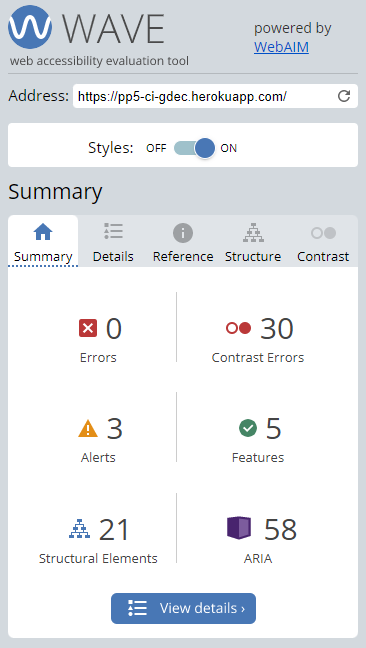 WAVE
powered by
WebAIM
web accessibility evaluation tool
Address: https://pp5-ci-gdec.herokuapp.com/
Styles: OFF ON
Summary
Summary Details Reference Structure Contrast
0 30
Errors Contrast Errors
3 5
Alerts Features
21 58
Structural Elements ARIA
View details ›